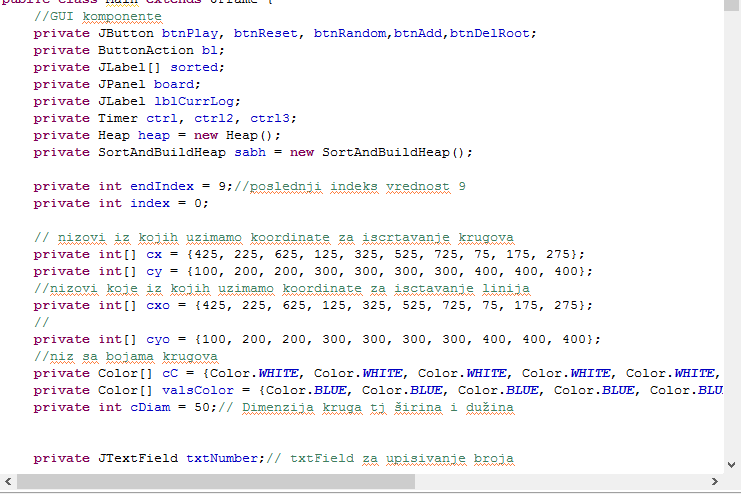 public class Main extends JFrame {
    //GUI komponente
    private JButton btnPlay, btnReset, btnRandom,btnAdd,btnDelRoot;
    private ButtonAction bl;
    private JLabel[] sorted;
    private JPanel board;
    private JLabel lblCurrLog;
    private Timer ctrl, ctrl2, ctrl3;
    private Heap heap = new Heap();
    private SortAndBuildHeap sabh = new SortAndBuildHeap();

    private int endIndex = 9;//poslednji indeks vrednost 9
    private int index = 0;

    // nizovi iz kojih uzimamo koordinate za iscrtavanje krugova
    private int[] cx = {425, 225, 625, 125, 325, 525, 725, 75, 175, 275};
    private int[] cy = {100, 200, 200, 300, 300, 300, 300, 400, 400, 400};
    //nizovi koje iz kojih uzimamo koordinate za isctavanje linija
    private int[] cxo = {425, 225, 625, 125, 325, 525, 725, 75, 175, 275};
    //
    private int[] cyo = {100, 200, 200, 300, 300, 300, 300, 400, 400, 400};
    //niz sa bojama krugova
    private Color[] cC = {Color.WHITE, Color.WHITE, Color.WHITE, Color.WHITE, Color.WHITE,
    private Color[] valsColor = {Color.BLUE, Color.BLUE, Color.BLUE, Color.BLUE, Color.BLU
    private int cDiam = 50;// Dimenzija kruga tj širina i dužina

    private JTextField txtNumber;// txtField za upisivanje broja